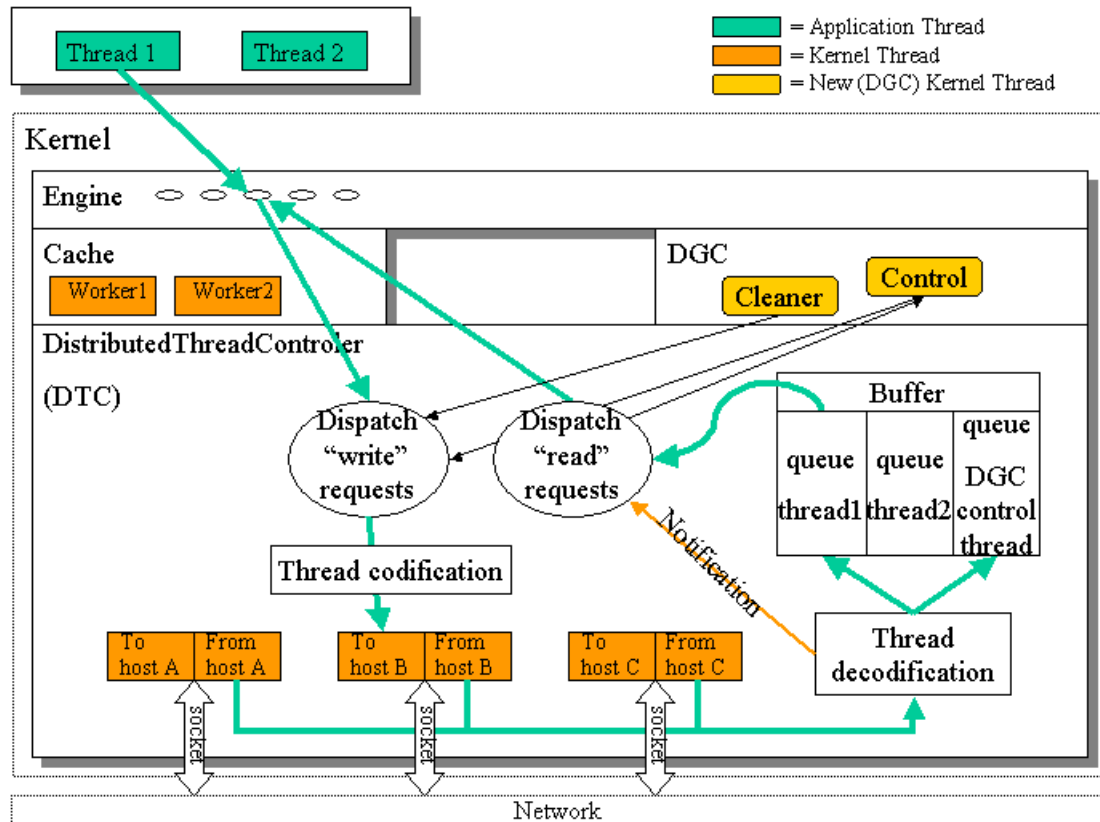 Thread 1
Thread 2
= Application Thread
= Kernel Thread
= New (DGC) Kernel Thread
Kernel
Engine
Cache
Worker1
Worker2
DGC
Cleaner
Control
DistributedThreadControler
(DTC)
Dispatch
“write”
requests
Dispatch
“read”
requests
Buffer
queue
thread1
queue
thread2
queue
DGC
control
thread
Notification
Thread codification
Thread
decodification
To
host A
From
host A
To
host B
From
host B
To
host C
From
host C
socket
socket
socket
Network